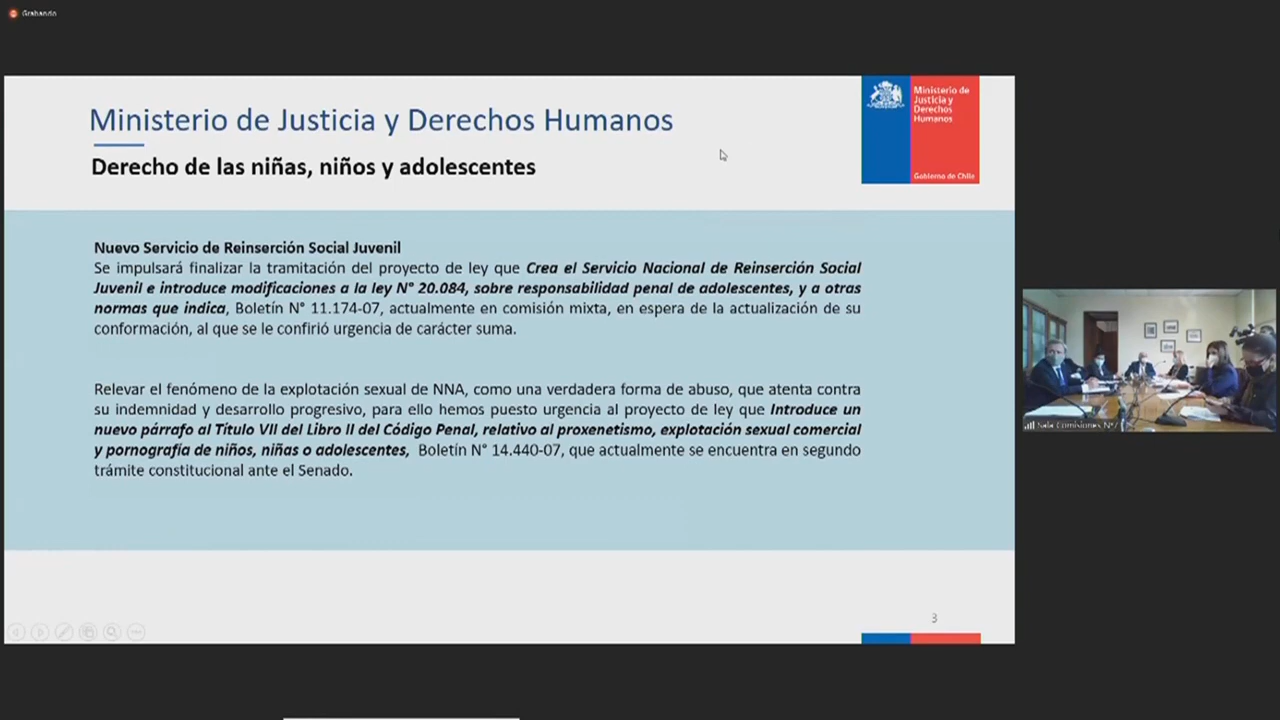 Grabando
Ministerio de Justicia y Derechos Humanos
Derecho de las niñas, niños y adolescentes
Ministerio de
Justicia y
Derechos
Humanos
Gobierno de Chile
Nuevo Servicio de Reinserción Social Juvenil
Se impulsará finalizar la tramitación del proyecto de ley que Crea el Servicio Nacional de Reinserción Social
Juvenil e introduce modificaciones a la ley N° 20.084, sobre responsabilidad penal de adolescentes, y a otras
normas que indica, Boletín N° 11.174-07, actualmente en comisión mixta, en espera de la actualización de su
conformación, al que se le confirió urgencia de carácter suma.
Relevar el fenómeno de la explotación sexual de NNA, como una verdadera forma de abuso, que atenta contra
su indemnidad y desarrollo progresivo, para ello hemos puesto urgencia al proyecto de ley que Introduce un
nuevo párrafo al Título VII del Libro II del Código Penal, relativo al proxenetismo, explotación sexual comercial
y pornografía de niños, niñas o adolescentes, Boletín N° 14.440-07, que actualmente se encuentra en segundo
trámite constitucional ante el Senado.
Sala Comisiones N°7
3